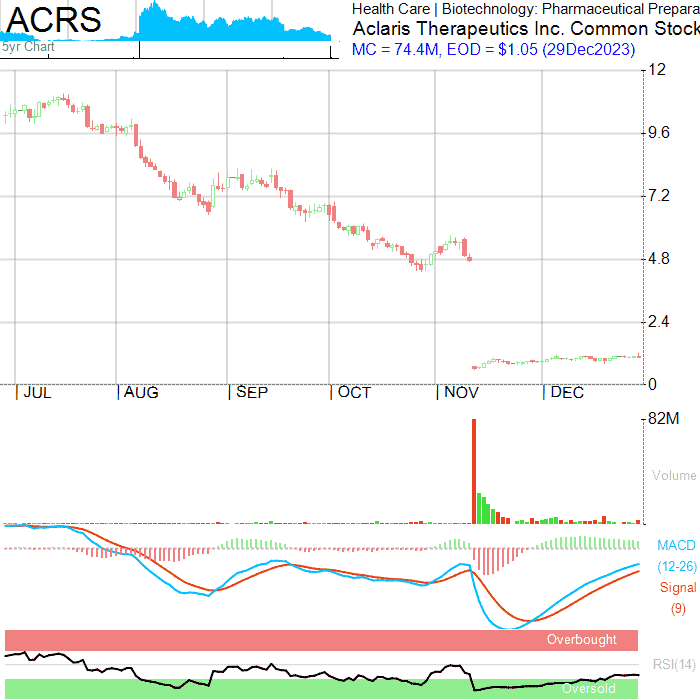 ACRS
5yr Chart
Health Care | Biotechnology: Pharmaceutical Prepara
Aclaris Therapeutics Inc. Common Stock
MC = 74.4M, EOD = $1.05 (29Dec2023)
12
9.6
7.2
4.8
2.4
0
JUL AUG SEP OCT NOV DEC
82M
Volume
MACD
(12-26)
Signal
(9)
Overbought
RSI(14)
Oversold